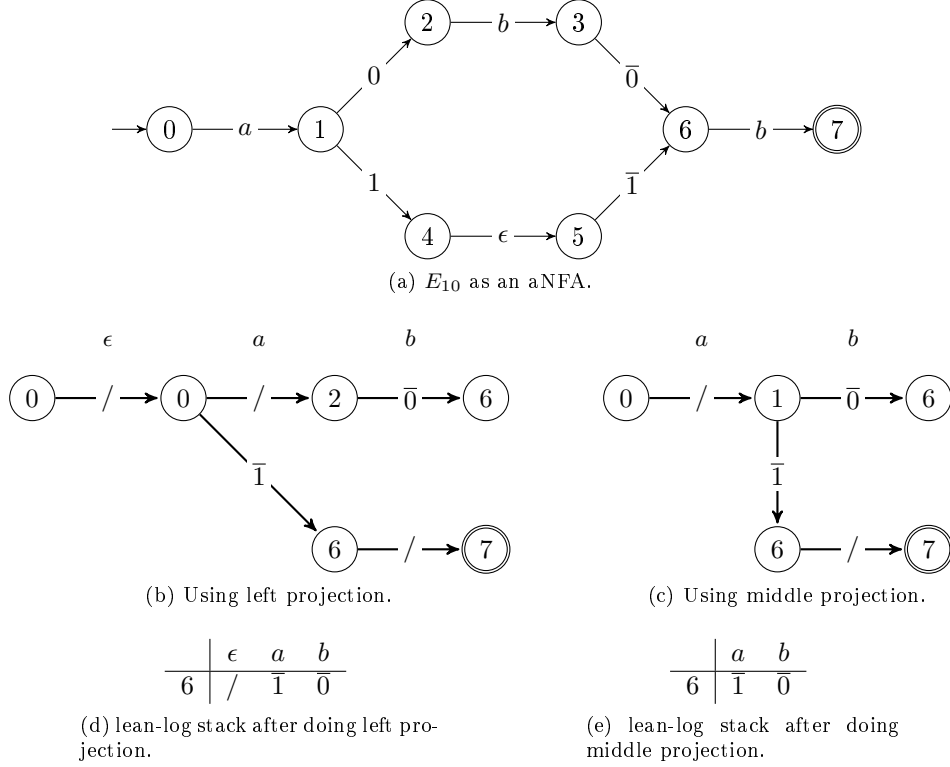 2 b 3
0 0̅
0 a 1 6 b 7
1 1̅
4 ϵ 5
(a) E₁₀ as an aNFA.
ϵ a b a b
0 / 0 / 2 0̅ 6 0 / 1 0̅ 6
1̅ 1̅
6 / 7 6 / 7
(b) Using left projection. (c) Using middle projection.
ϵ a b
6 / 1̅ 0̅
(d) lean-log stack after doing left pro-
jection.
a b
6 1̅ 0̅
(e) lean-log stack after doing
middle projection.